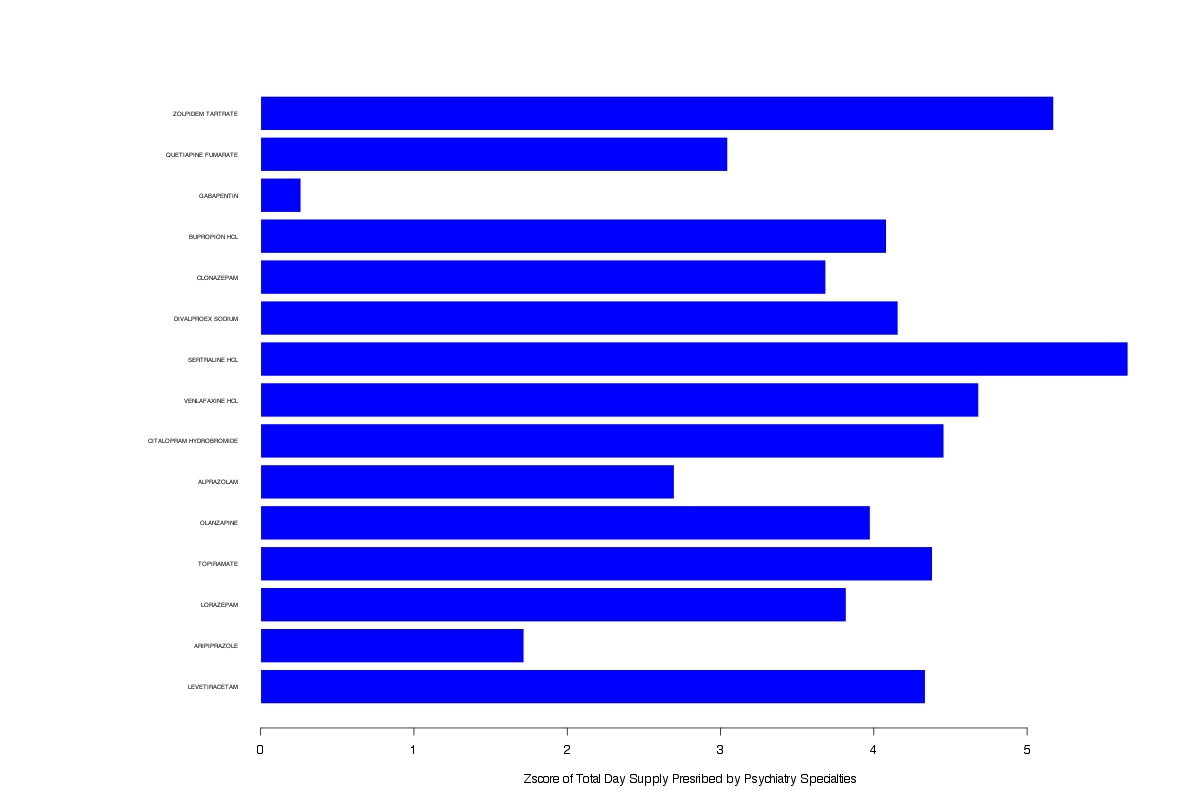 ZOLPIDEM TARTRATE
QUETIAPINE FUMARATE
GABAPENTIN
BUPROPION HCL
CLONAZEPAM
DIVALPROEX SODIUM
SERTRALINE HCL
VENLAFAXINE HCL
CITALOPRAM HYDROBROMIDE
ALPRAZOLAM
OLANZAPINE
TOPIRAMATE
LORAZEPAM
ARIPIPRAZOLE
LEVETIRACETAM
0 1 2 3 4 5
Zscore of Total Day Supply Presribed by Psychiatry Specialties